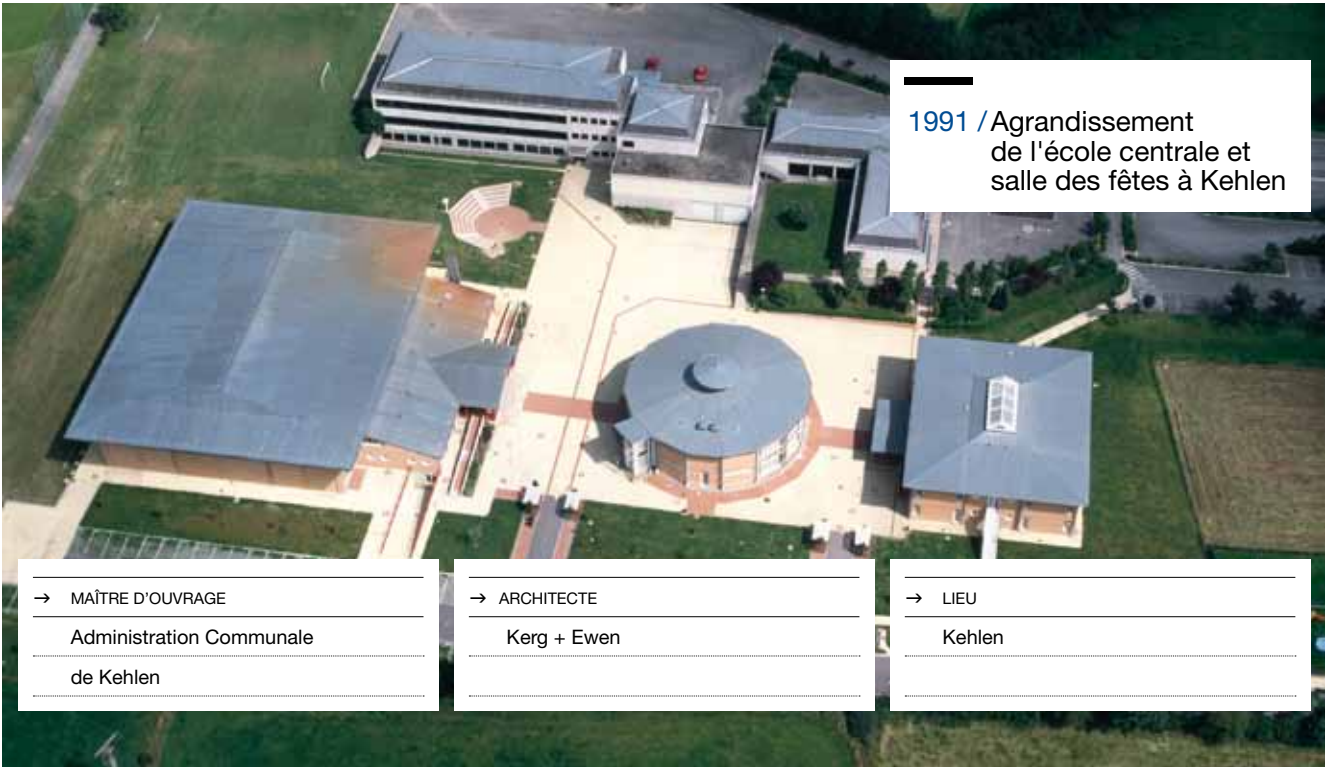 1991 / Agrandissement
de l'école centrale et
salle des fêtes à Kehlen
→ MAÎTRE D'OUVRAGE
Administration Communale
de Kehlen
→ ARCHITECTE
Kerg + Ewen
→ LIEU
Kehlen